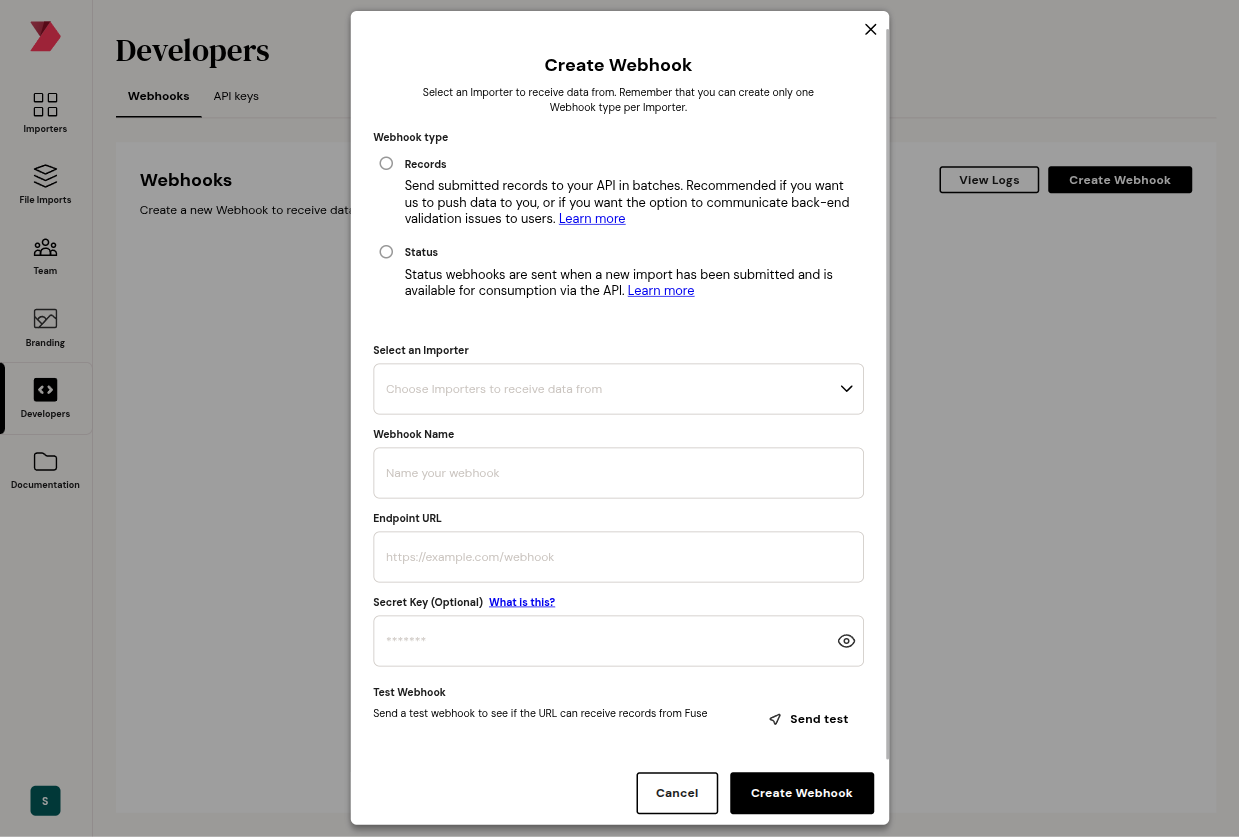 Developers
Webhooks
API keys
Importers
File Imports
Team
Branding
Developers
Documentation
S
Webhooks
Create a new Webhook to receive data
View Logs
Create Webhook
Create Webhook
Select an Importer to receive data from. Remember that you can create only one
Webhook type per Importer.
Webhook type
Records
Send submitted records to your API in batches. Recommended if you want
us to push data to you, or if you want the option to communicate back-end
validation issues to users. Learn more
Status
Status webhooks are sent when a new import has been submitted and is
available for consumption via the API. Learn more
Select an Importer
Choose Importers to receive data from
Webhook Name
Name your webhook
Endpoint URL
https://example.com/webhook
Secret Key (Optional) What is this?
*******
Test Webhook
Send a test webhook to see if the URL can receive records from Fuse
Send test
Cancel
Create Webhook